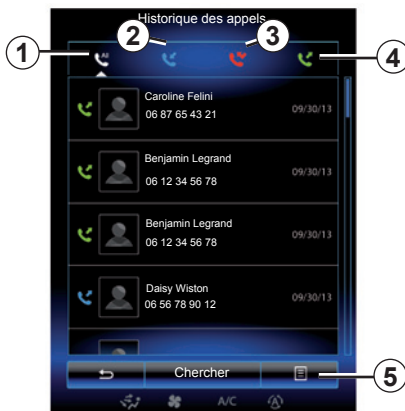 Historique des appels
1
2
3
4
All
Caroline Felini
06 87 65 43 21
09/30/13
Benjamin Legrand
06 12 34 56 78
09/30/13
Benjamin Legrand
06 12 34 56 78
09/30/13
Daisy Wiston
06 56 78 90 12
09/30/13
Chercher
5
A/C
A